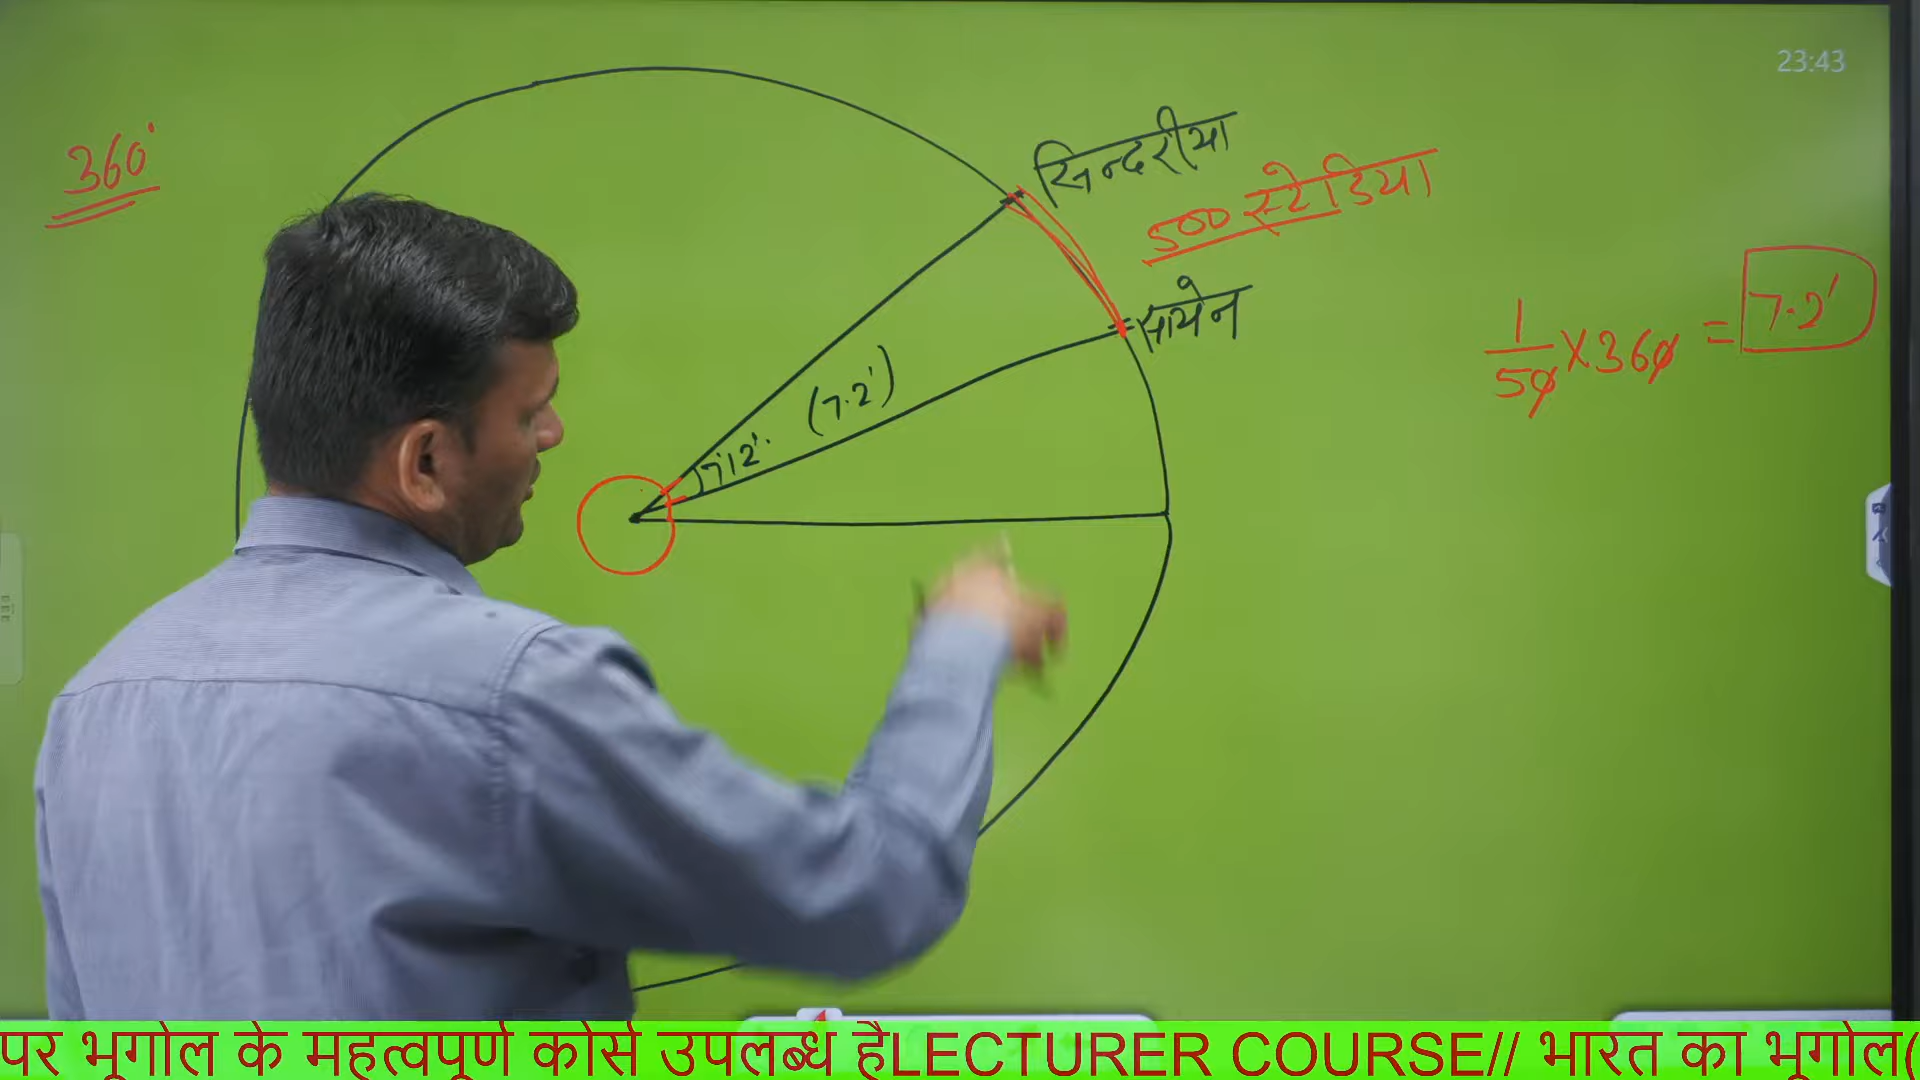 23:43
360°
सिन्दरीया
500 स्टेडिया
सायेन
1/50 × 360 = 7.2'
(7.2')
7°12'
पर भूगोल के महत्वपूर्ण कोर्स उपलब्ध हैLECTURER COURSE// भारत का भूगोल(